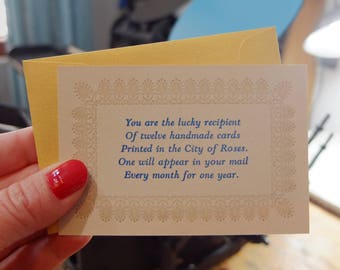 You are the lucky recipient
Of twelve handmade cards
Printed in the City of Roses.
One will appear in your mail
Every month for one year.